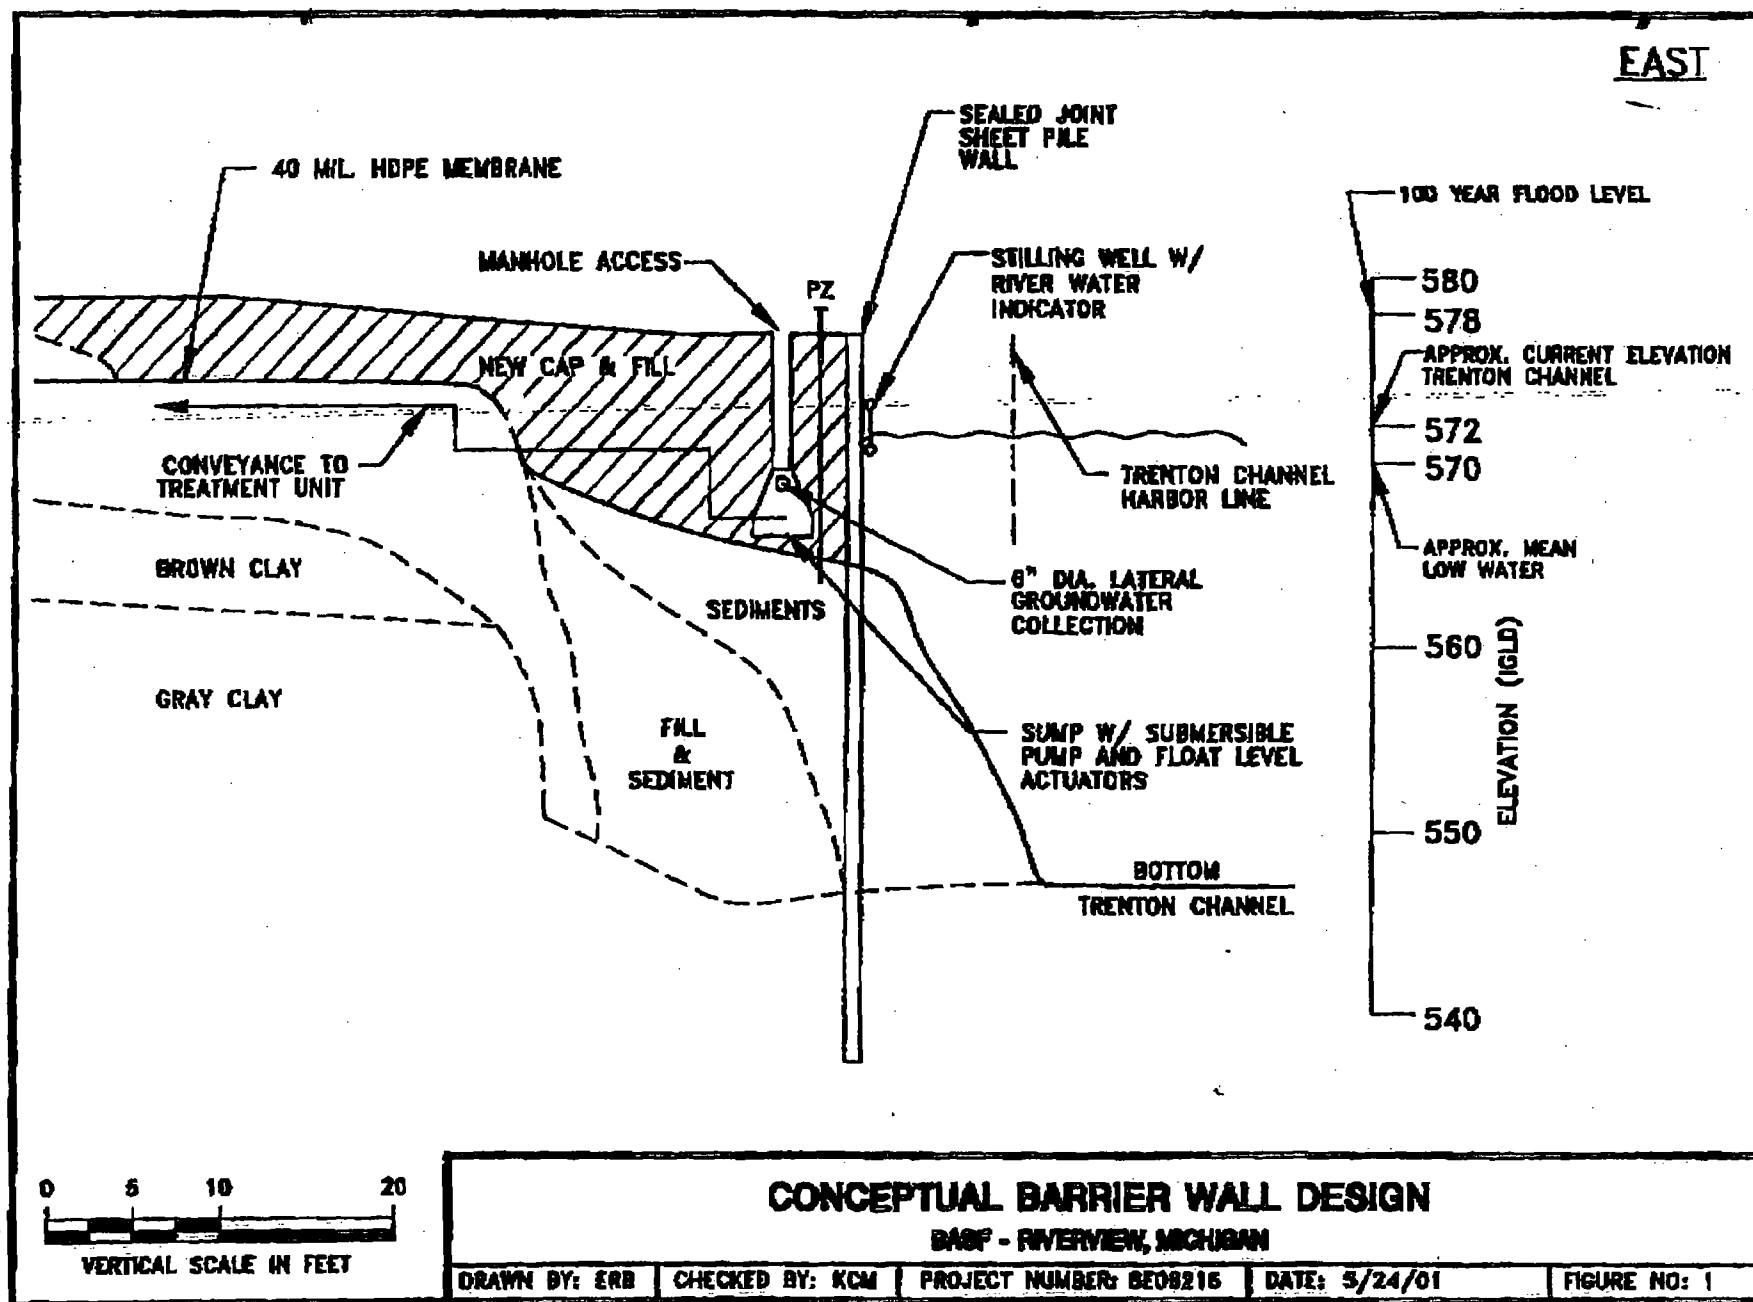 EAST
SEALED JOINT
SHEET PILE
WALL
40 MIL. HDPE MEMBRANE
100 YEAR FLOOD LEVEL
MANHOLE ACCESS
STILLING WELL W/
RIVER WATER
INDICATOR
PZ
580
578
APPROX. CURRENT ELEVATION
TRENTON CHANNEL
NEW CAP & FILL
572
570
CONVEYANCE TO
TREATMENT UNIT
TRENTON CHANNEL
HARBOR LINE
APPROX. MEAN
LOW WATER
BROWN CLAY
6" DIA. LATERAL
GROUNDWATER
COLLECTION
SEDIMENTS
560
ELEVATION (IGLD)
GRAY CLAY
FILL
&
SEDIMENT
SUMP W/ SUBMERSIBLE
PUMP AND FLOAT LEVEL
ACTUATORS
550
BOTTOM
TRENTON CHANNEL
540
0 5 10 20
VERTICAL SCALE IN FEET
CONCEPTUAL BARRIER WALL DESIGN
BASF - RIVERVIEW, MICHIGAN
DRAWN BY: ERB
CHECKED BY: KCM
PROJECT NUMBER:
DATE: 5/24/01
FIGURE NO: 1